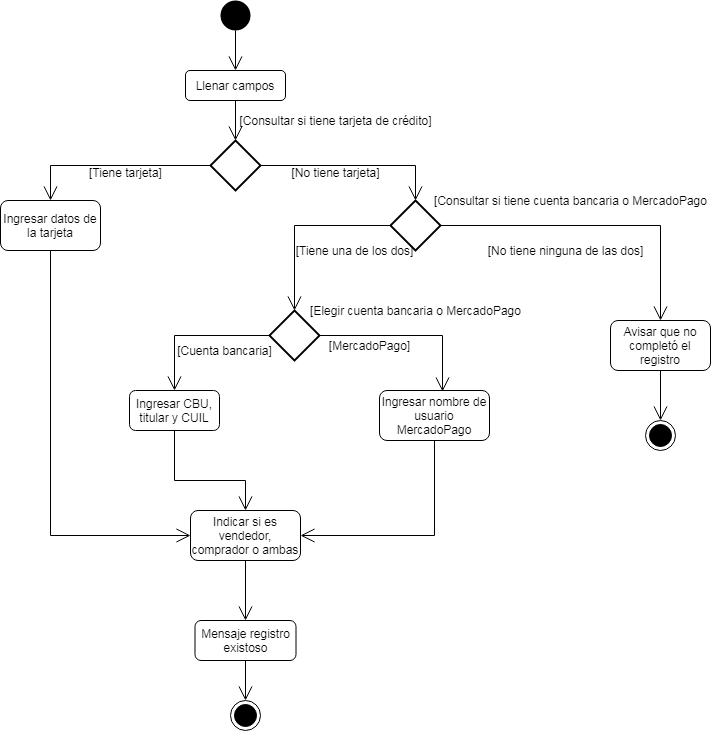 Llenar campos
[Consultar si tiene tarjeta de crédito]
[Tiene tarjeta]
[No tiene tarjeta]
[Consultar si tiene cuenta bancaria o MercadoPago
Ingresar datos de
la tarjeta
[Tiene una de los dos]
[No tiene ninguna de las dos]
[Elegir cuenta bancaria o MercadoPago
Avisar que no
completó el
registro
[Cuenta bancaria]
[MercadoPago]
Ingresar CBU,
titular y CUIL
Ingresar nombre de
usuario
MercadoPago
Indicar si es
vendedor,
comprador o ambas
Mensaje registro
existoso